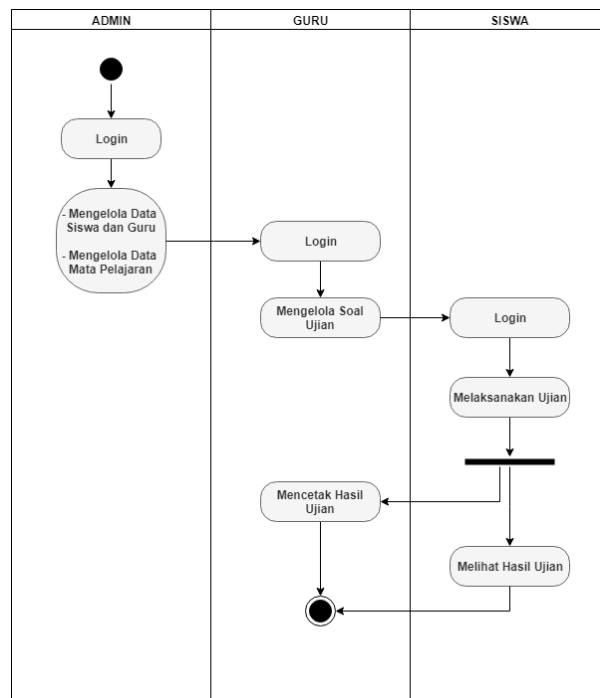 ADMIN
GURU
SISWA
Login
- Mengelola Data
Siswa dan Guru
- Mengelola Data
Mata Pelajaran
Login
Mengelola Soal
Ujian
Login
Melaksanakan Ujian
Mencetak Hasil
Ujian
Melihat Hasil Ujian